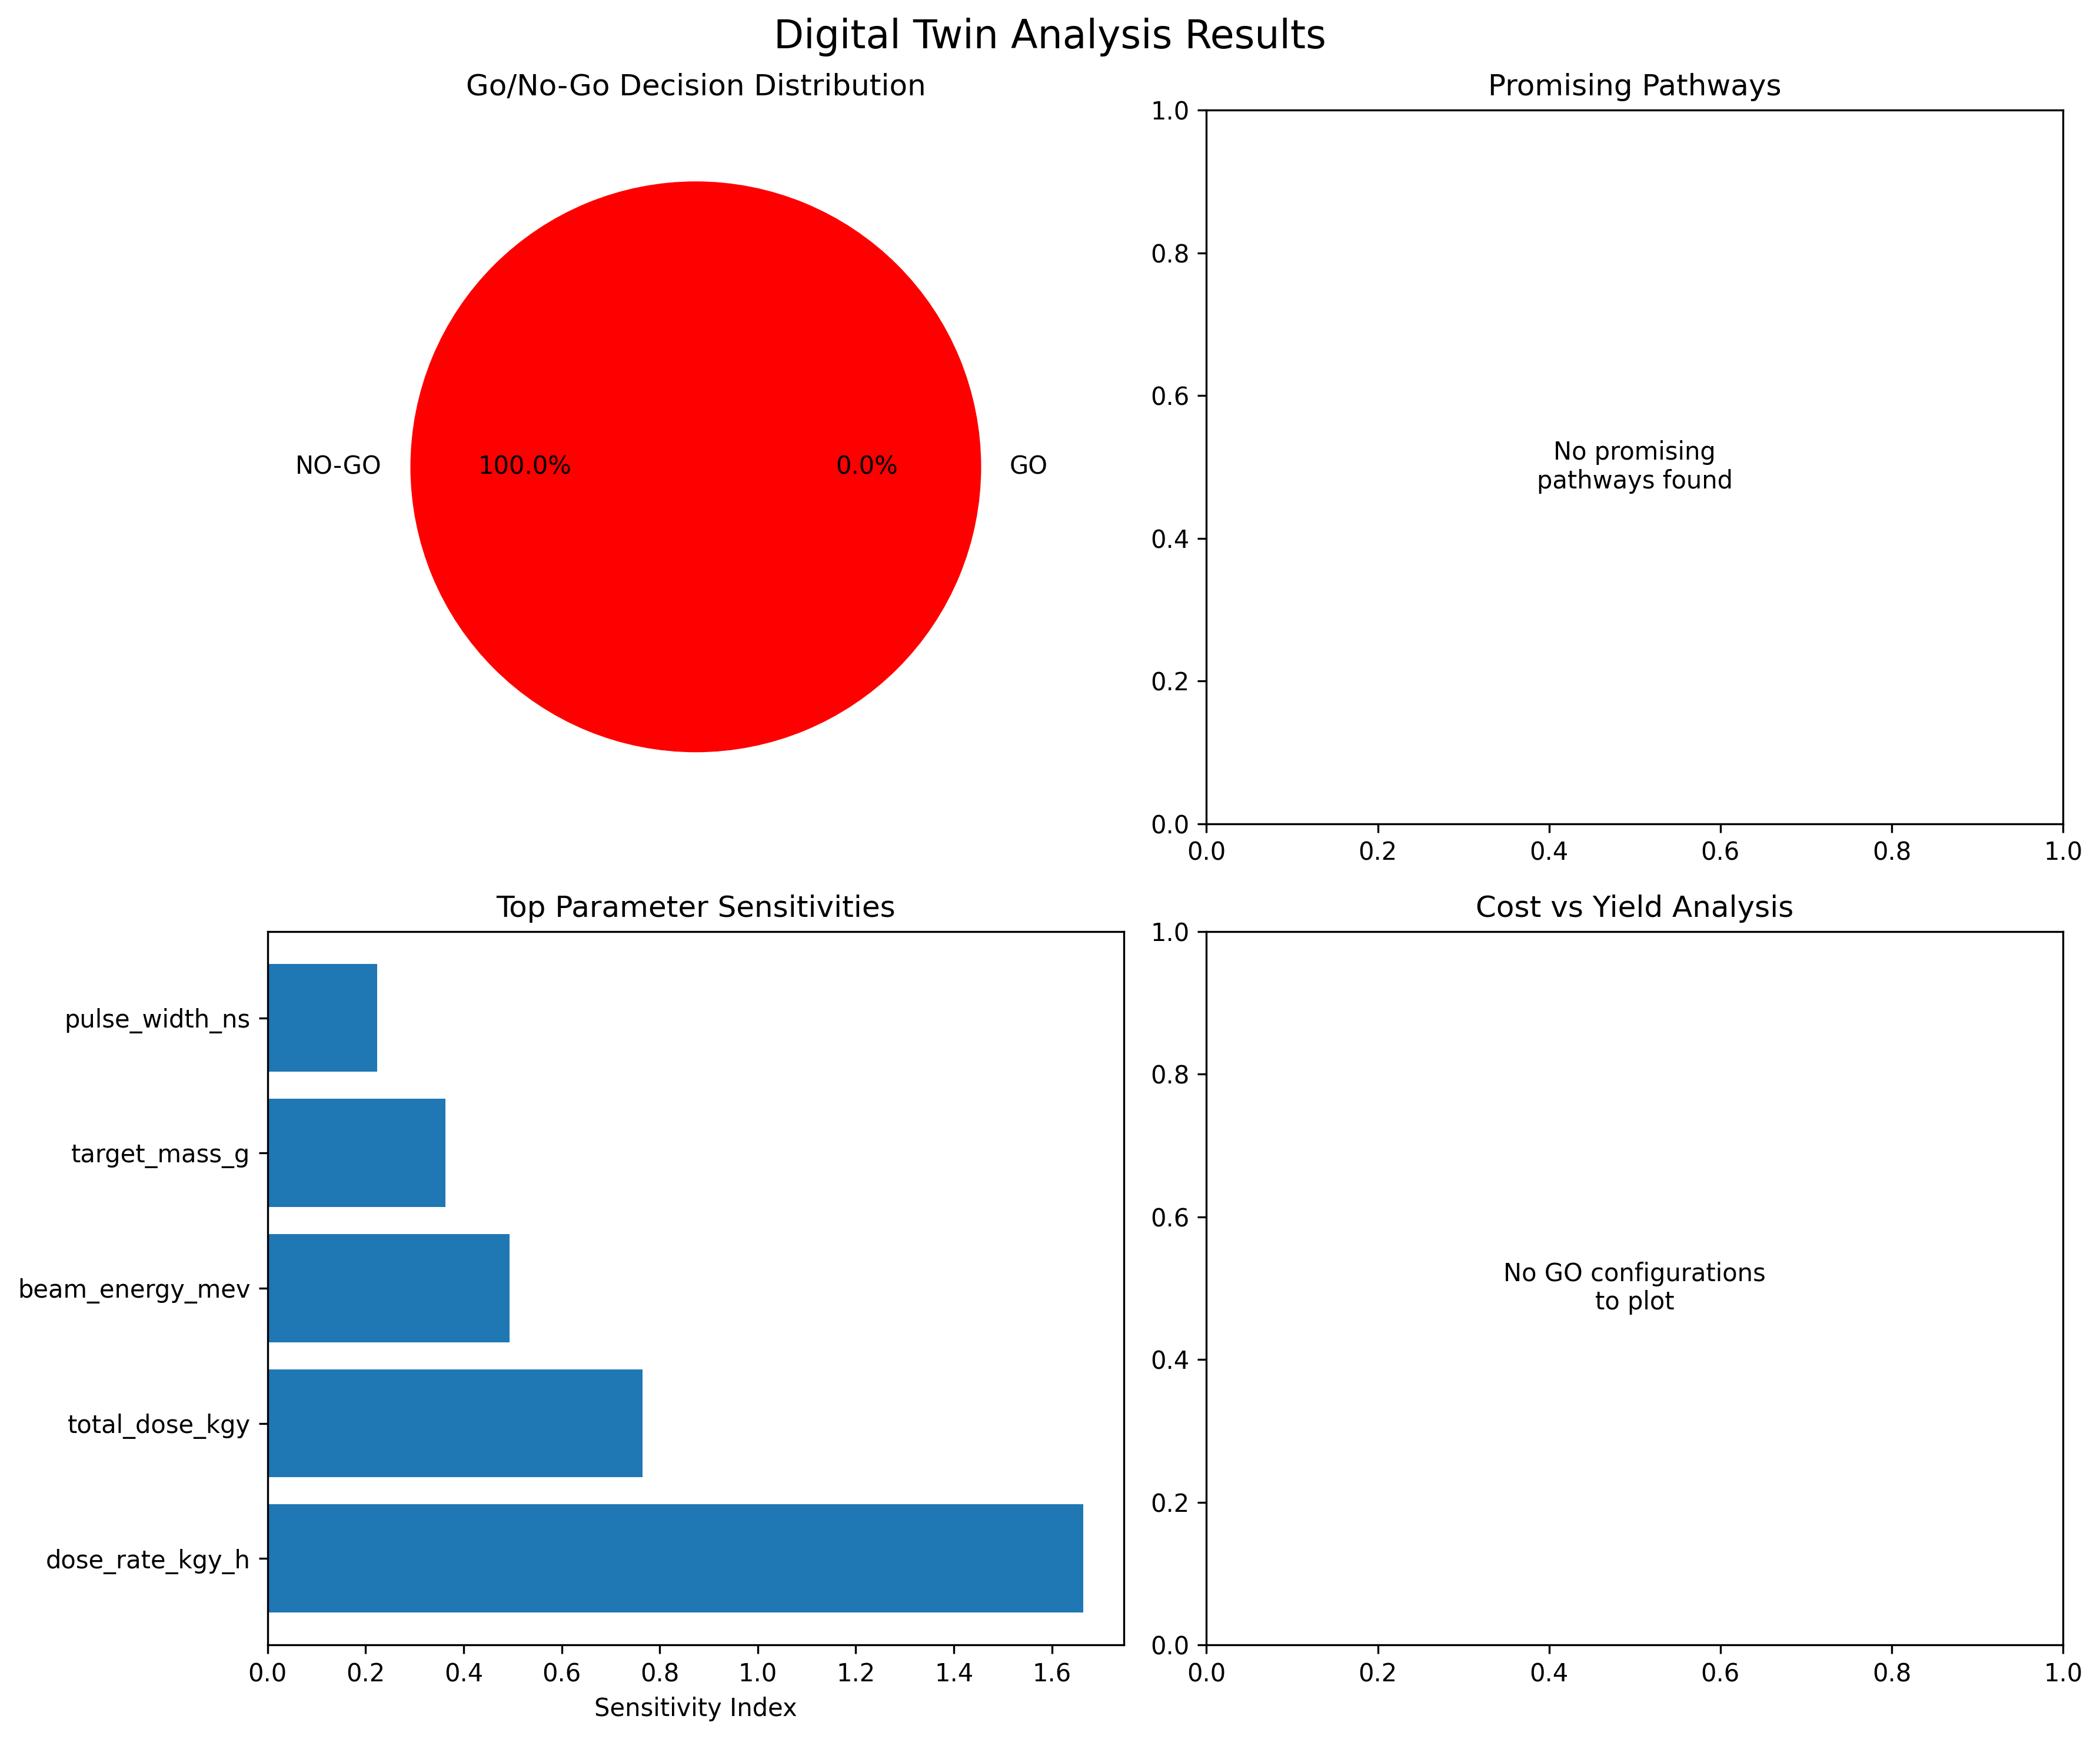 Digital Twin Analysis Results
Go/No-Go Decision Distribution
NO-GO
100.0%
0.0%
GO
Promising Pathways
1.0
0.8
0.6
0.4
0.2
0.0
No promising
pathways found
0.0 0.2 0.4 0.6 0.8 1.0
Top Parameter Sensitivities
pulse_width_ns
target_mass_g
beam_energy_mev
total_dose_kgy
dose_rate_kgy_h
0.0 0.2 0.4 0.6 0.8 1.0 1.2 1.4 1.6
Sensitivity Index
Cost vs Yield Analysis
1.0
0.8
0.6
0.4
0.2
0.0
No GO configurations
to plot
0.0 0.2 0.4 0.6 0.8 1.0